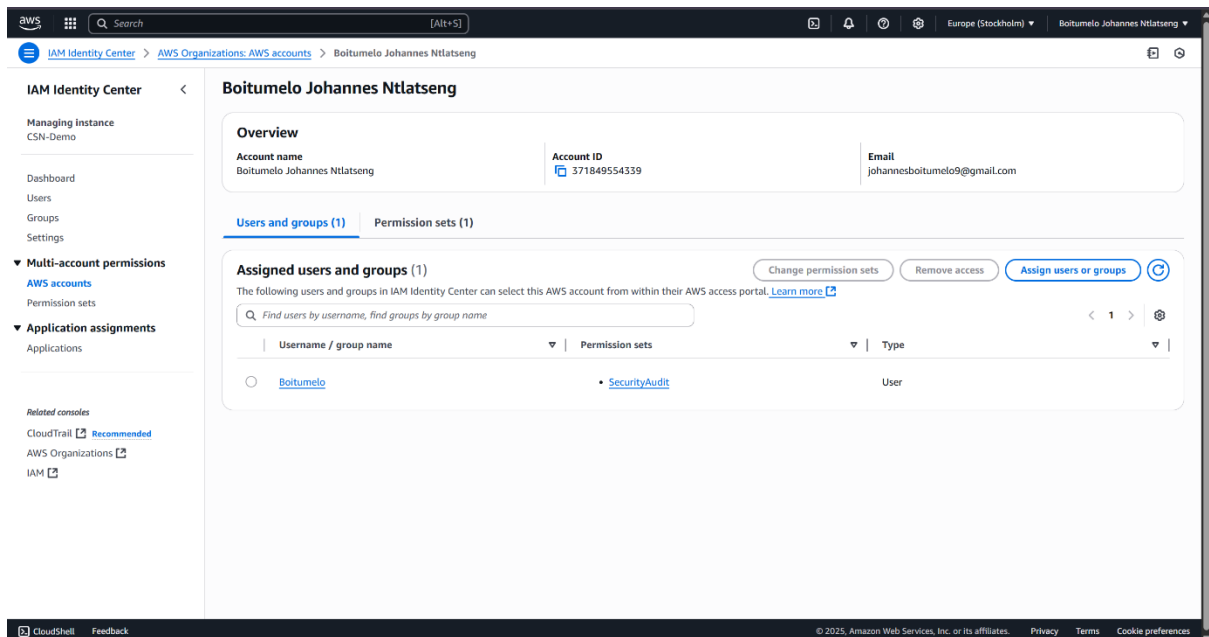 aws
Search [Alt+S]
Europe (Stockholm) ▼
Boitumelo Johannes Ntlatseng ▼
IAM Identity Center > AWS Organizations: AWS accounts > Boitumelo Johannes Ntlatseng
IAM Identity Center
Managing instance
CSN-Demo
Dashboard
Users
Groups
Settings
Multi-account permissions
AWS accounts
Permission sets
Application assignments
Applications
Related consoles
CloudTrail Recommended
AWS Organizations
IAM
Boitumelo Johannes Ntlatseng
Overview
Account name
Boitumelo Johannes Ntlatseng
Account ID
371849554339
Email
johannesboitumelo9@gmail.com
Users and groups (1) Permission sets (1)
Assigned users and groups (1)
Change permission sets Remove access Assign users or groups
The following users and groups in IAM Identity Center can select this AWS account from within their AWS access portal. Learn more
Find users by username, find groups by group name
< 1 >
Username / group name Permission sets Type
Boitumelo • SecurityAudit User
CloudShell Feedback © 2025, Amazon Web Services, Inc. or its affiliates. Privacy Terms Cookie preferences